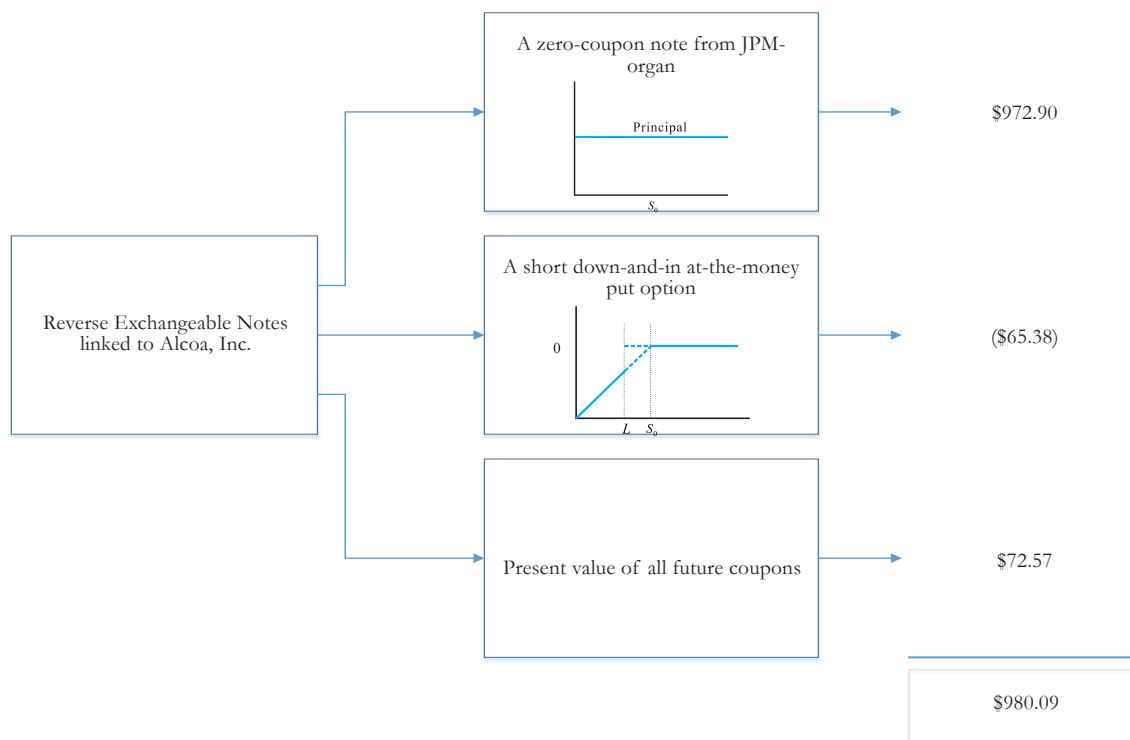 A zero-coupon note from JPM-
organ
Principal
S₀
$972.90
Reverse Exchangeable Notes
linked to Alcoa, Inc.
A short down-and-in at-the-money
put option
0
L S₀
($65.38)
Present value of all future coupons
$72.57
$980.09